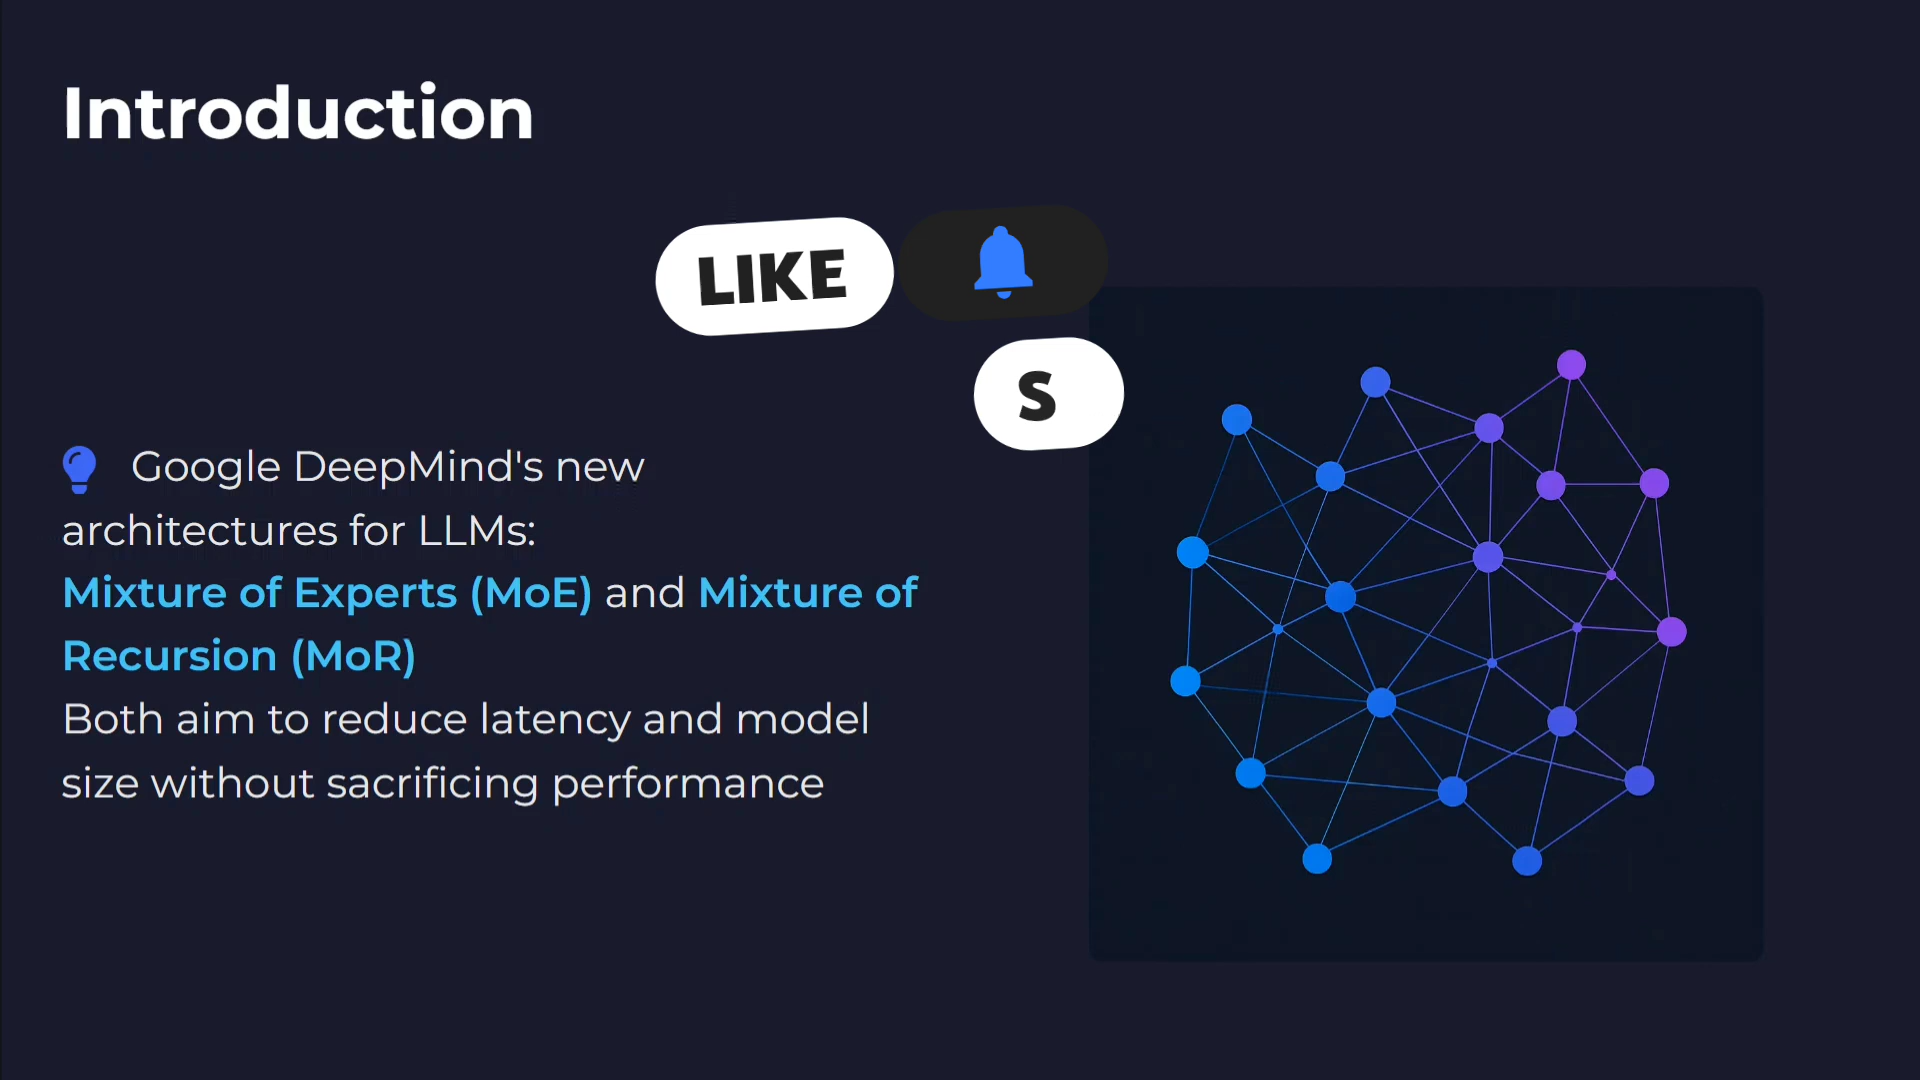 Introduction
LIKE
S
Google DeepMind's new
architectures for LLMs:
Mixture of Experts (MoE) and Mixture of
Recursion (MoR)
Both aim to reduce latency and model
size without sacrificing performance